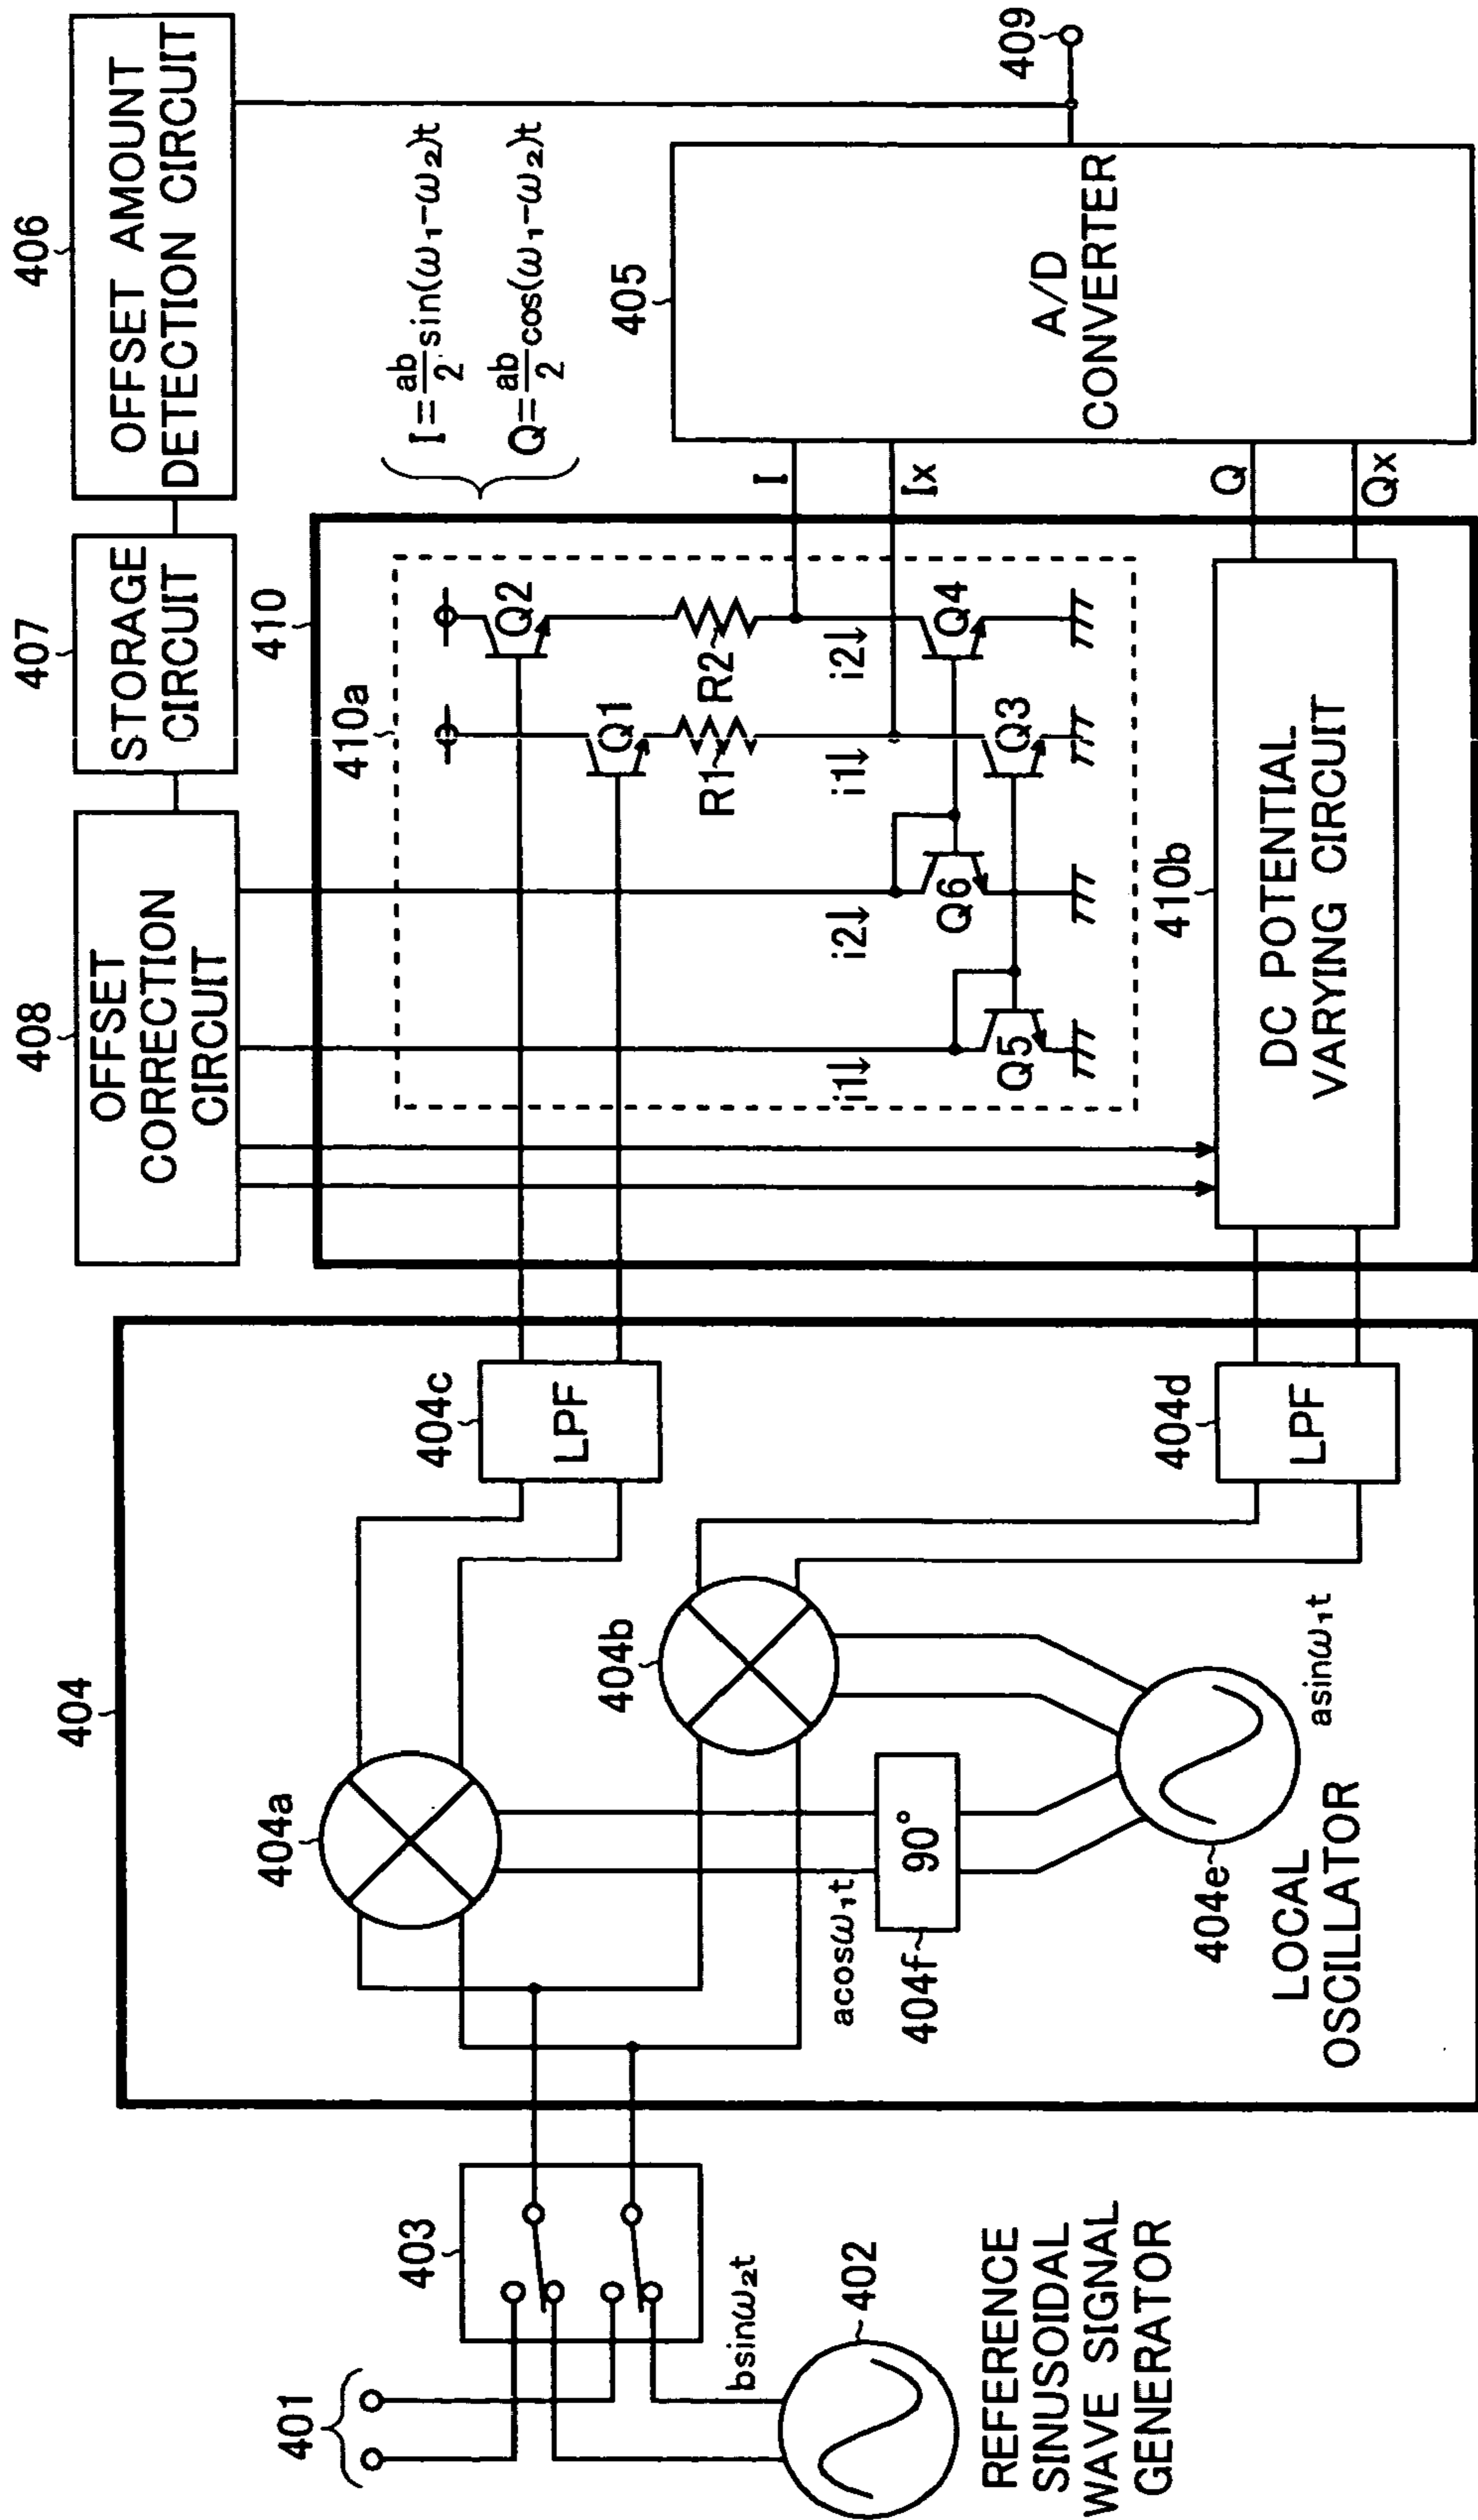 401
403
bsinω₂t
402
REFERENCE
SINUSOIDAL
WAVE SIGNAL
GENERATOR
404
404a
404b
404c
LPF
404d
LPF
acosω₁t
90°
404f
404e
asinω₁t
LOCAL
OSCILLATOR
408
OFFSET
CORRECTION
CIRCUIT
407
STORAGE
CIRCUIT
406
OFFSET AMOUNT
DETECTION CIRCUIT
410
410a
Q2
Q1
R2
R1
i1↓
i2↓
i1↓
i2↓
Q5
Q6
Q3
Q4
410b
DC POTENTIAL
VARYING CIRCUIT
I=ab/2 sin(ω₁-ω₂)t
Q=ab/2 cos(ω₁-ω₂)t
I
Ix
Q
Qx
405
A/D
CONVERTER
409